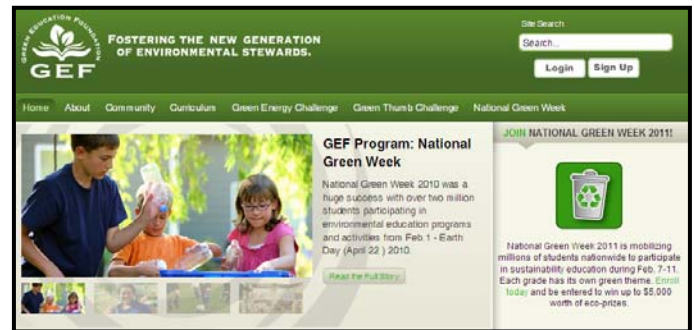 GREEN EDUCATION FOUNDATION
GEF
FOSTERING THE NEW GENERATION
OF ENVIRONMENTAL STEWARDS.
Site Search
Search...
Login
Sign Up
Home
About
Community
Curriculum
Green Energy Challenge
Green Thumb Challenge
National Green Week
GEF Program: National
Green Week
National Green Week 2010 was a
huge success with over two million
students participating in
environmental education programs
and activities from Feb.1 - Earth
Day (April 22 ) 2010.
Read the Full Story
JOIN NATIONAL GREEN WEEK 2011!
National Green Week 2011 is mobilizing
millions of students nationwide to participate
in sustainability education during Feb. 7-11.
Each grade has its own green theme. Enroll
today and be entered to win up to $5,000
worth of eco-prizes.